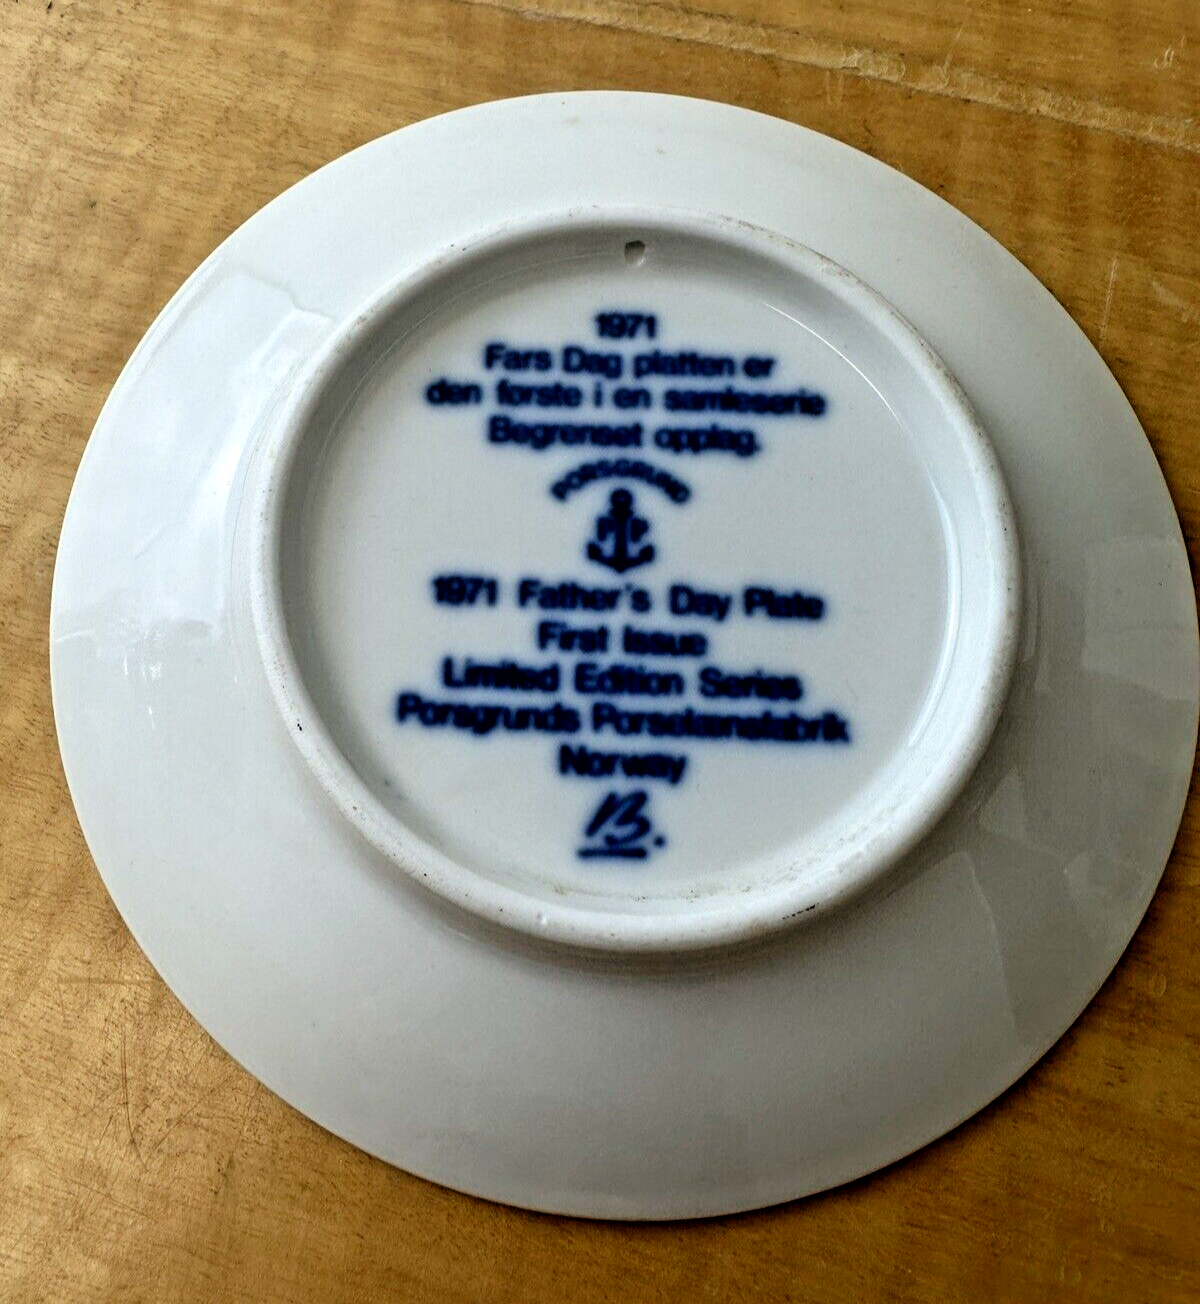 1971
Fars Dag platten er
den første i en samleserie
Begrenset opplag.
PORSGRUND
PP
1971 Father's Day Plate
First Issue
Limited Edition Series
Porsgrunds Porselænsfabrik
Norway
B.